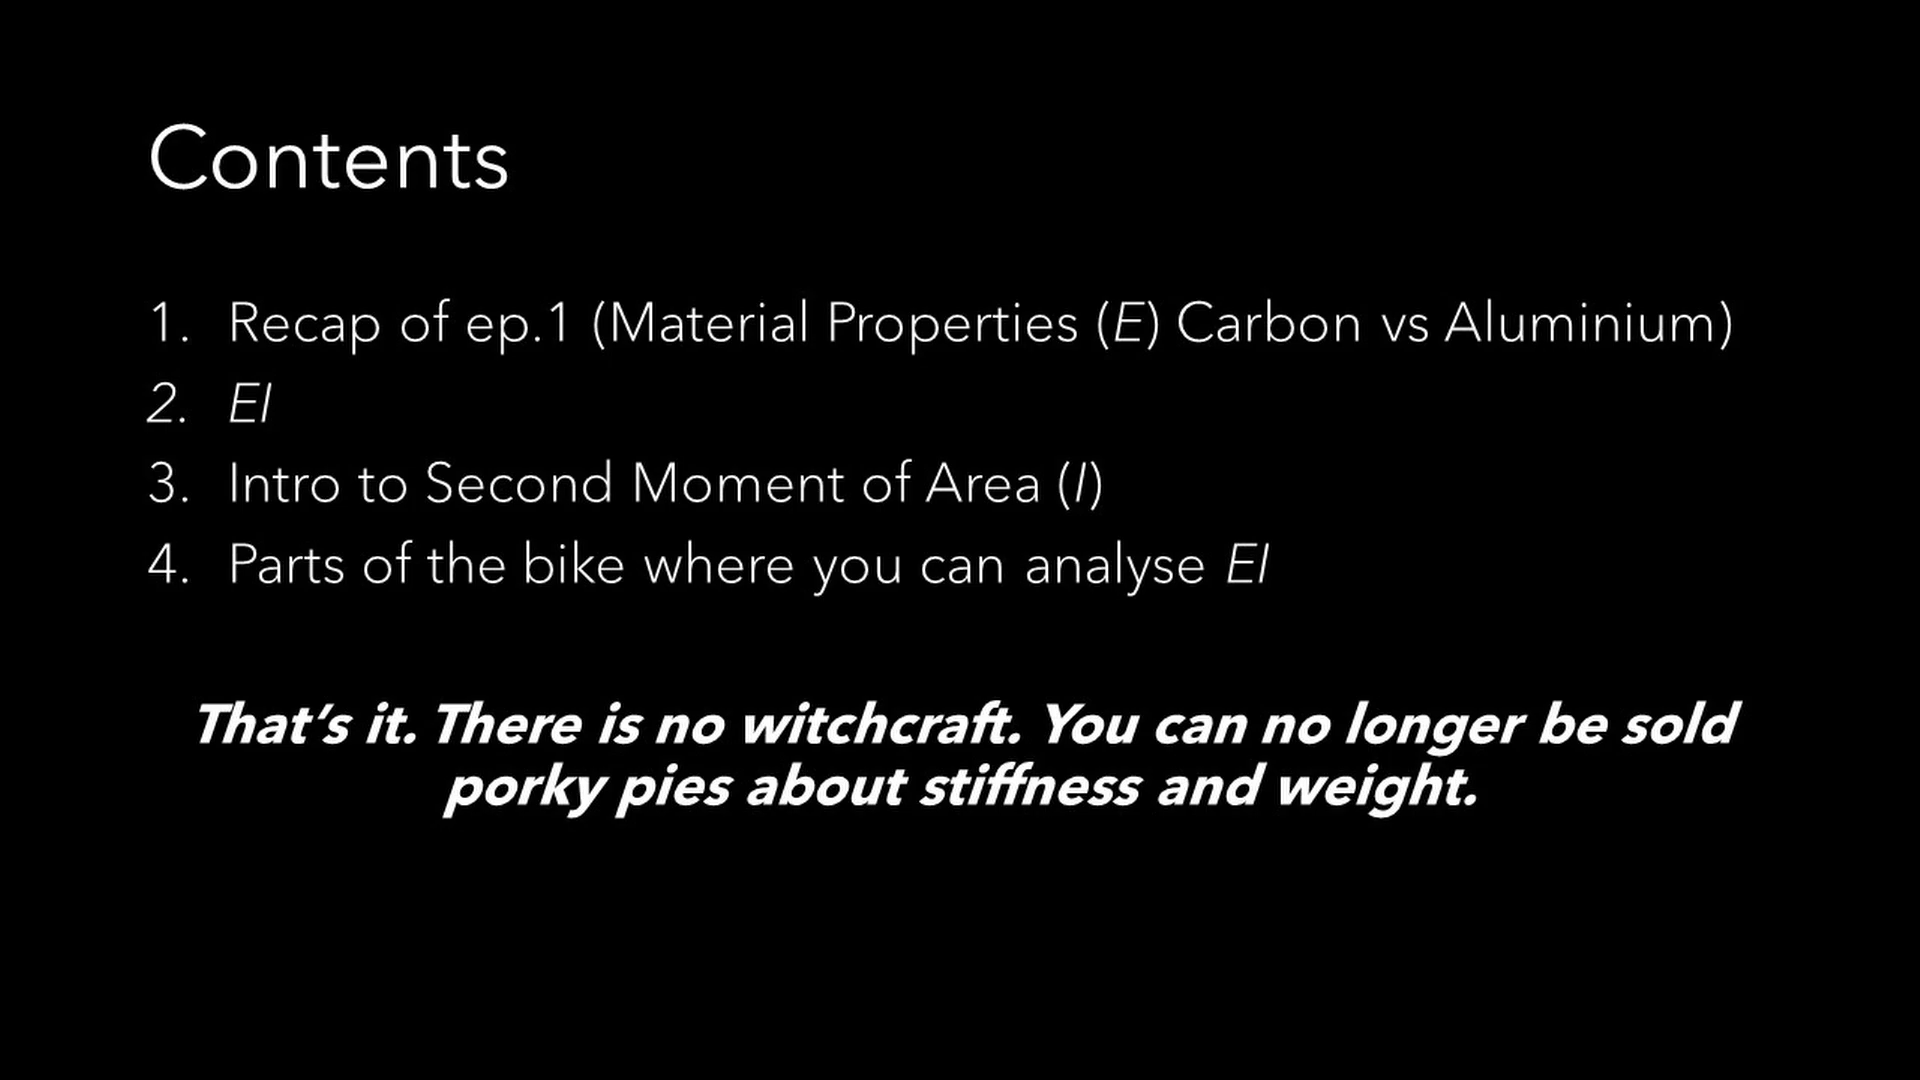 Contents
1. Recap of ep.1 (Material Properties (E) Carbon vs Aluminium)
2. EI
3. Intro to Second Moment of Area (I)
4. Parts of the bike where you can analyse EI
That’s it. There is no witchcraft. You can no longer be sold
porky pies about stiffness and weight.